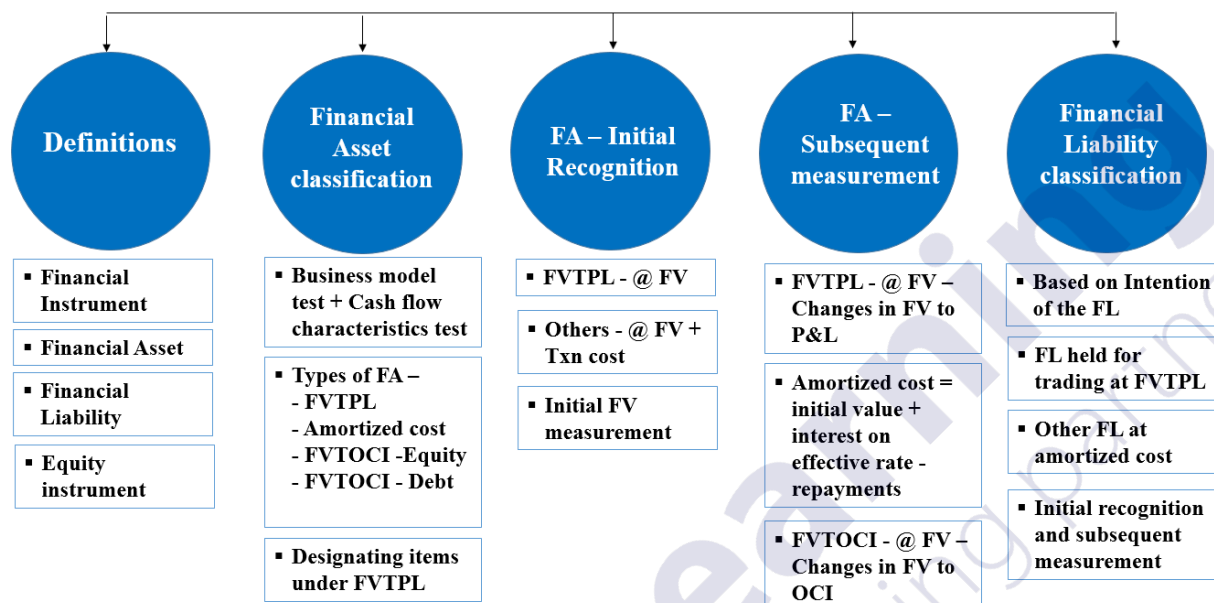 Definitions
▪ Financial
Instrument
▪ Financial Asset
▪ Financial
Liability
▪ Equity
instrument
Financial
Asset
classification
▪ Business model
test + Cash flow
characteristics test
▪ Types of FA –
- FVTPL
- Amortized cost
- FVTOCI -Equity
- FVTOCI - Debt
▪ Designating items
under FVTPL
FA – Initial
Recognition
▪ FVTPL - @ FV
▪ Others - @ FV +
Txn cost
▪ Initial FV
measurement
FA –
Subsequent
measurement
▪ FVTPL - @ FV –
Changes in FV to
P&L
▪ Amortized cost =
initial value +
interest on
effective rate -
repayments
▪ FVTOCI - @ FV –
Changes in FV to
OCI
Financial
Liability
classification
▪ Based on Intention
of the FL
▪ FL held for
trading at FVTPL
▪ Other FL at
amortized cost
▪ Initial recognition
and subsequent
measurement